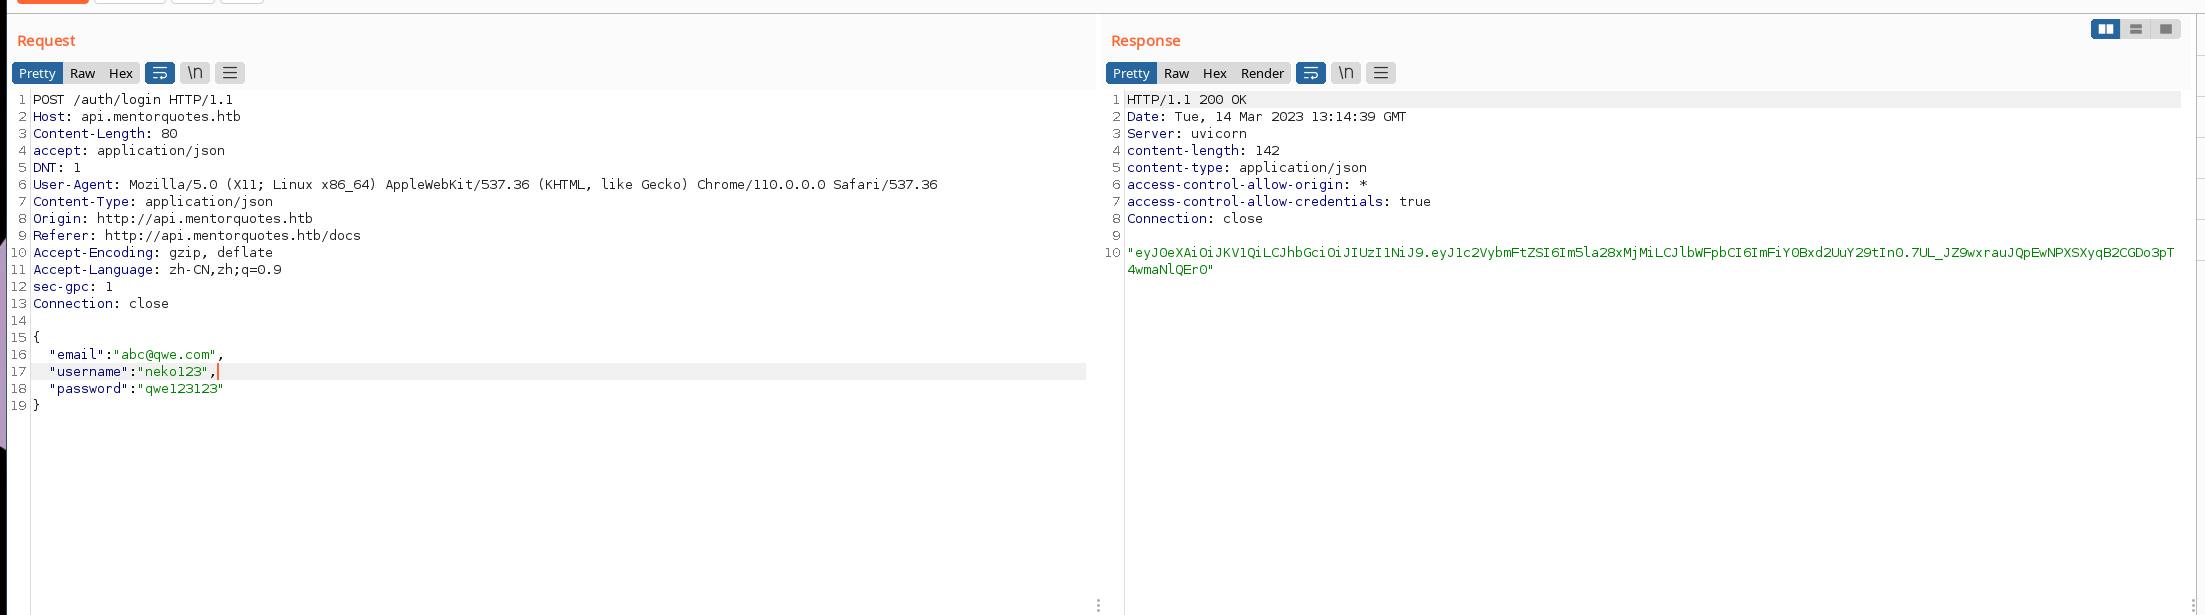 Request
Pretty Raw Hex \n
1 POST /auth/login HTTP/1.1
2 Host: api.mentorquotes.htb
3 Content-Length: 80
4 accept: application/json
5 DNT: 1
6 User-Agent: Mozilla/5.0 (X11; Linux x86_64) AppleWebKit/537.36 (KHTML, like Gecko) Chrome/110.0.0.0 Safari/537.36
7 Content-Type: application/json
8 Origin: http://api.mentorquotes.htb
9 Referer: http://api.mentorquotes.htb/docs
10 Accept-Encoding: gzip, deflate
11 Accept-Language: zh-CN,zh;q=0.9
12 sec-gpc: 1
13 Connection: close
14
15 {
16 "email":"abc@qwe.com",
17 "username":"neko123",
18 "password":"qwe123123"
19 }
Response
Pretty Raw Hex Render \n
1 HTTP/1.1 200 OK
2 Date: Tue, 14 Mar 2023 13:14:39 GMT
3 Server: uvicorn
4 content-length: 142
5 content-type: application/json
6 access-control-allow-origin: *
7 access-control-allow-credentials: true
8 Connection: close
9
10 "eyJ0eXAiOiJKV1QiLCJhbGciOiJIUzI1NiJ9.eyJ1c2VybmFtZSI6Im5la28xMjMiLCJlbWFpbCI6ImFiY0Bxd2UuY29tIn0.7UL_JZ9wxrauJQpEwNPXSXyqB2CGDo3pT
4wmaNlQEr0"